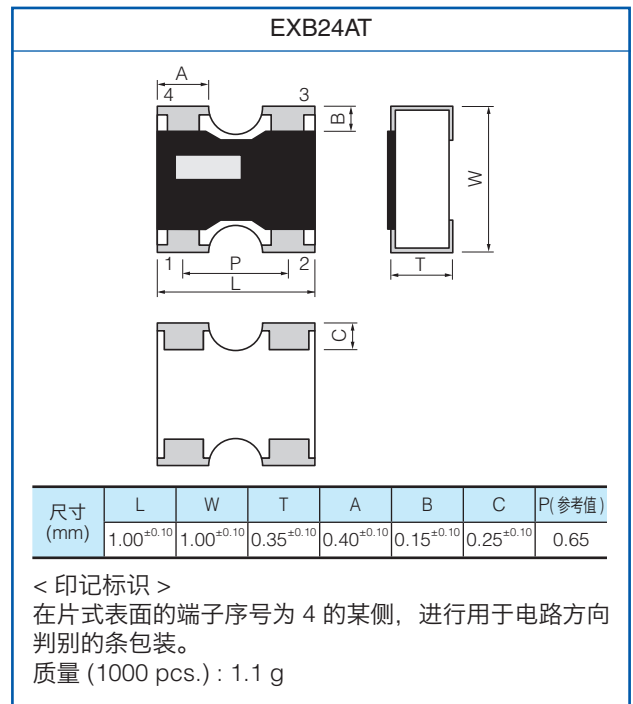 EXB24AT
A
4 3
B
W
1 P 2
T
L
C
尺寸 (mm) L W T A B C P(参考值)
1.00±0.10 1.00±0.10 0.35±0.10 0.40±0.10 0.15±0.10 0.25±0.10 0.65
< 印记标识 >
在片式表面的端子序号为 4 的某侧，进行用于电路方向
判别的条包装。
质量 (1000 pcs.) : 1.1 g